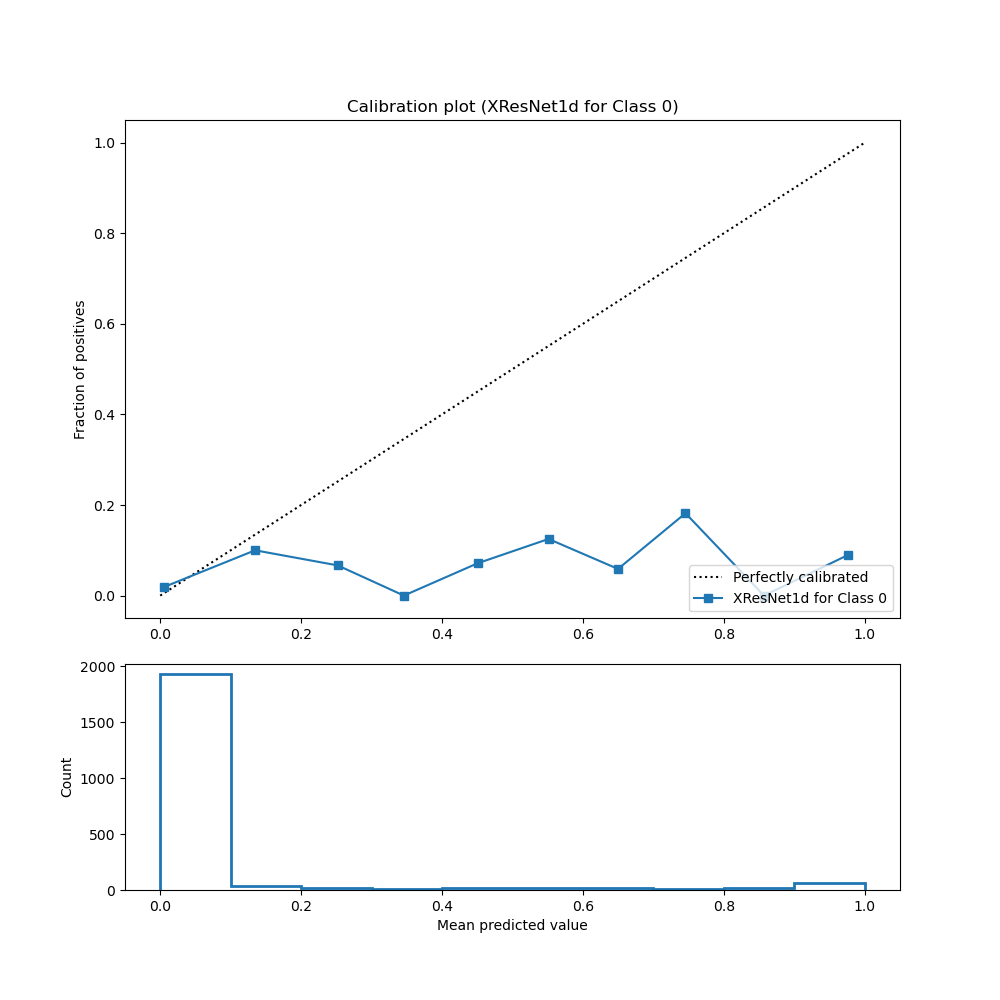 Calibration plot (XResNet1d for Class 0)
1.0
0.8
0.6
0.4
0.2
0.0
Fraction of positives
Perfectly calibrated
XResNet1d for Class 0
0.0 0.2 0.4 0.6 0.8 1.0
2000
1500
1000
500
0
Count
0.0 0.2 0.4 0.6 0.8 1.0
Mean predicted value